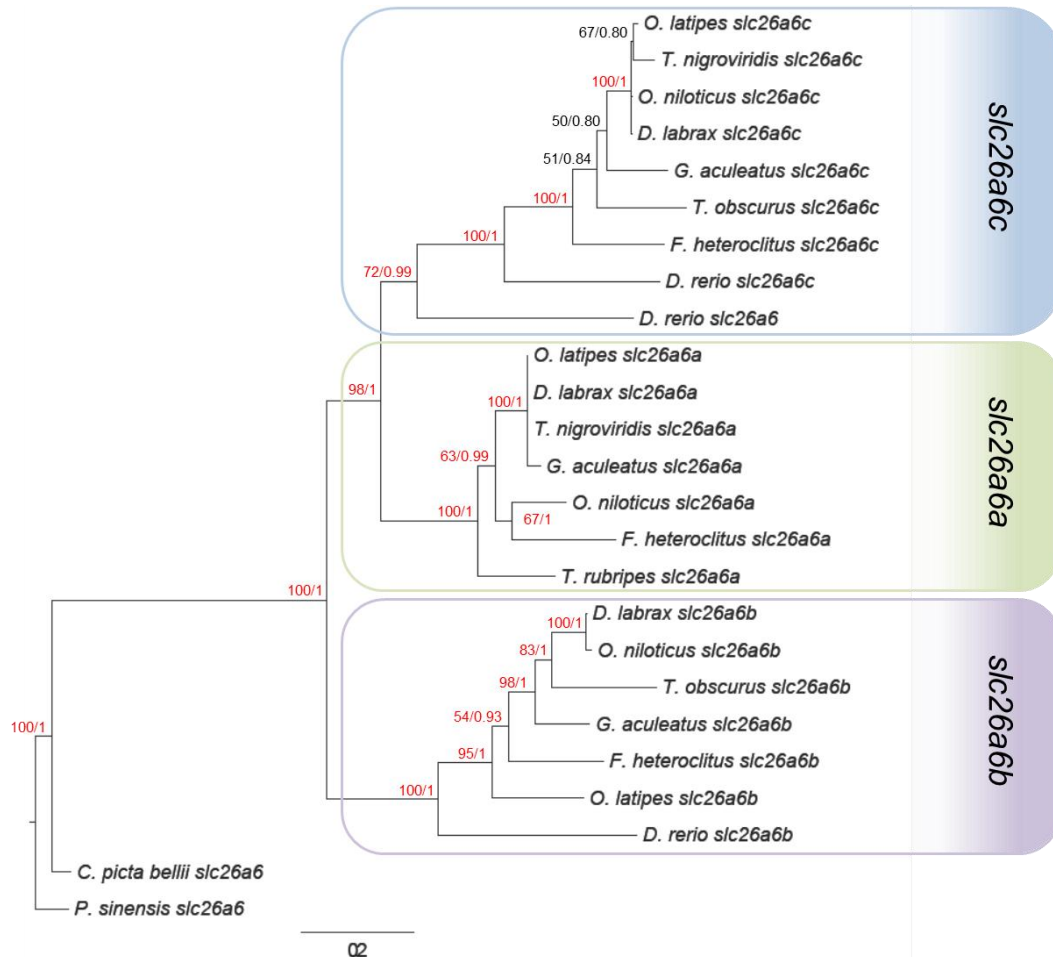 O. latipes slc26a6c
67/0.80
T. nigroviridis slc26a6c
100/1
O. niloticus slc26a6c
50/0.80
D. labrax slc26a6c
51/0.84
G. aculeatus slc26a6c
100/1
T. obscurus slc26a6c
100/1
F. heteroclitus slc26a6c
72/0.99
D. rerio slc26a6c
D. rerio slc26a6
slc26a6c
O. latipes slc26a6a
98/1
D. labrax slc26a6a
100/1
T. nigroviridis slc26a6a
63/0.99
G. aculeatus slc26a6a
O. niloticus slc26a6a
100/1
67/1
F. heteroclitus slc26a6a
T. rubripes slc26a6a
slc26a6a
100/1
D. labrax slc26a6b
100/1
O. niloticus slc26a6b
83/1
T. obscurus slc26a6b
98/1
G. aculeatus slc26a6b
54/0.93
F. heteroclitus slc26a6b
95/1
O. latipes slc26a6b
100/1
D. rerio slc26a6b
slc26a6b
100/1
C. picta bellii slc26a6
P. sinensis slc26a6
02